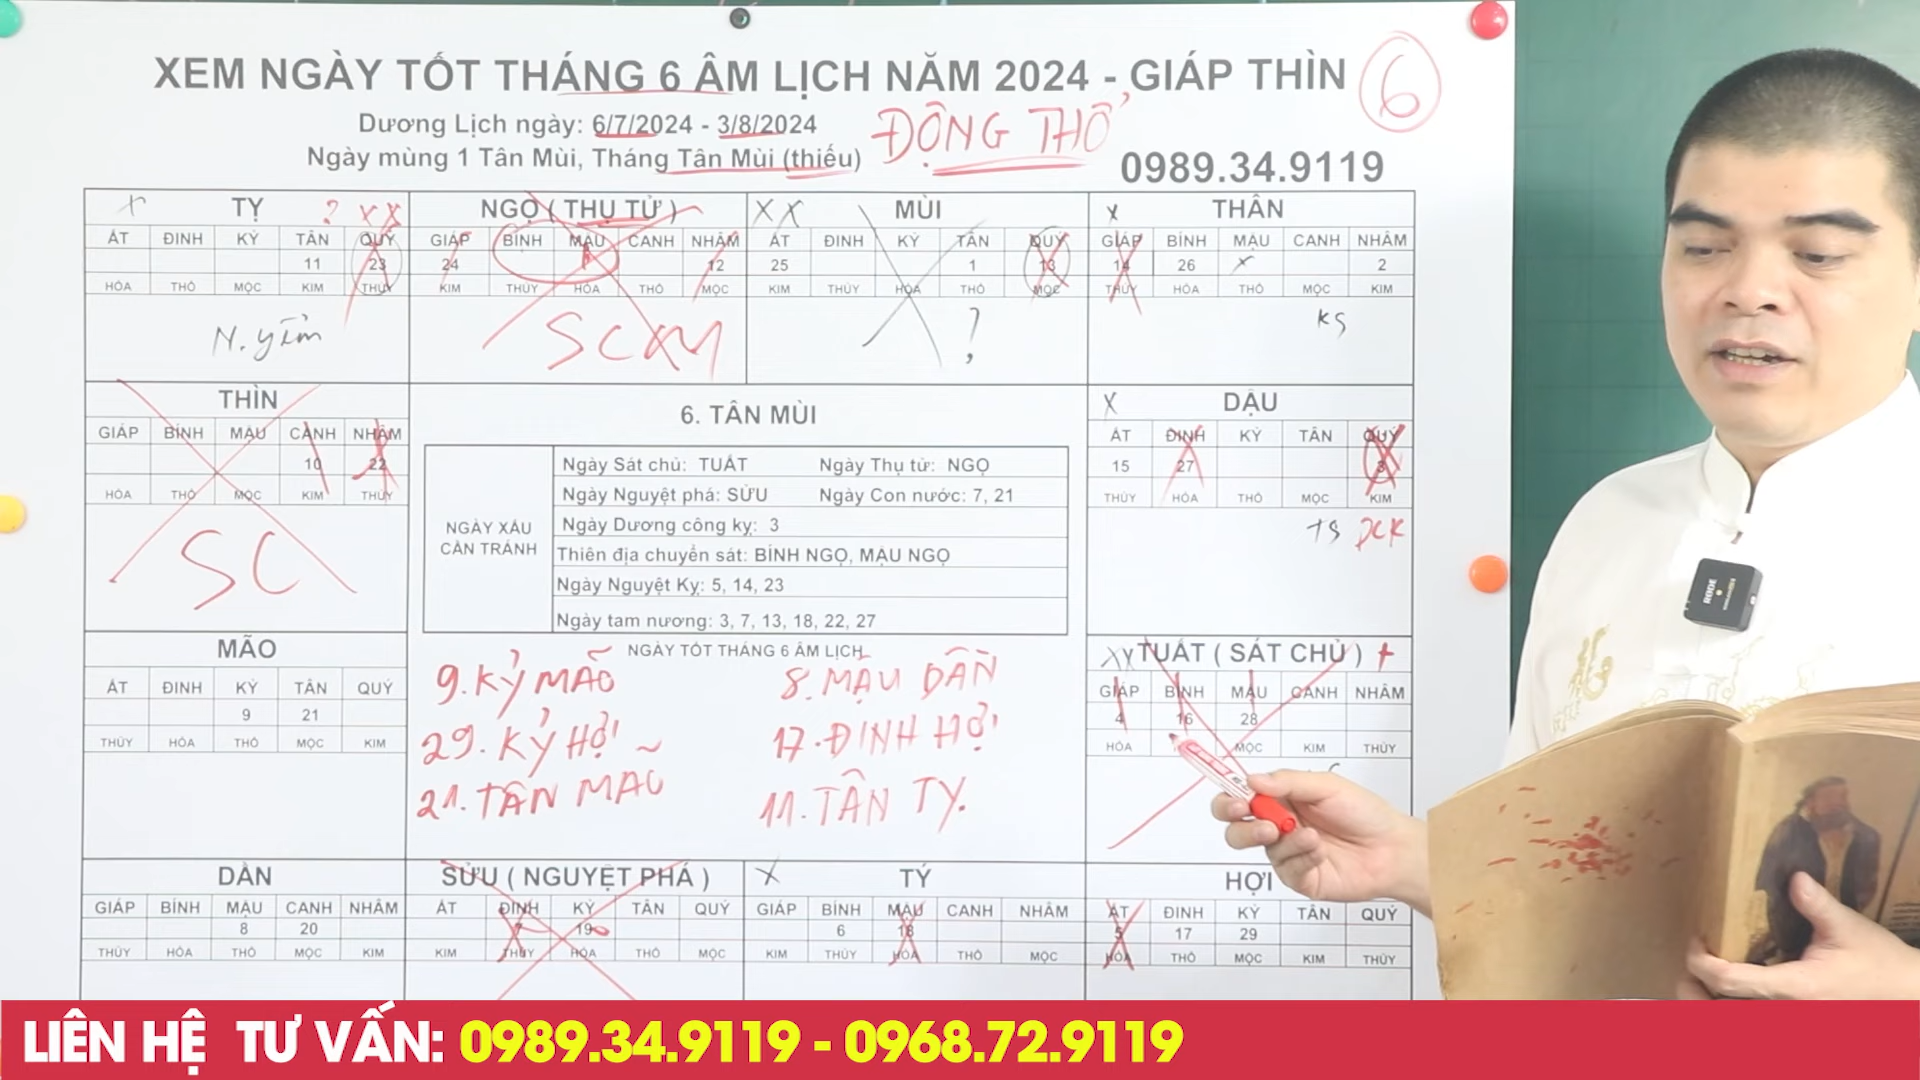 XEM NGÀY TỐT THÁNG 6 ÂM LỊCH NĂM 2024 - GIÁP THÌN
6
Dương Lịch ngày: 6/7/2024 - 3/8/2024
ĐỘNG THỔ
Ngày mùng 1 Tân Mùi, Tháng Tân Mùi (thiếu)
0989.34.9119
X TỴ ? X X
ẤT ĐINH KỶ TÂN QUÝ
11 23
HỎA THỔ MỘC KIM THỦY
N. yểm
NGỌ ( THỤ TỬ )
GIÁP BÍNH MẬU CANH NHÂM
24 12
KIM THỦY HỎA THỔ MỘC
X X MÙI
ẤT ĐINH KỶ TÂN QUÝ
25 1 13
KIM THỦY HỎA THỔ MỘC
?
X THÂN
GIÁP BÍNH MẬU CANH NHÂM
14 26 X 2
THỦY HỎA THỔ MỘC KIM
KS
THÌN
GIÁP BÍNH MẬU CANH NHÂM
10 22
HỎA THỔ MỘC KIM THỦY
SC
6. TÂN MÙI
NGÀY XẤU
CẦN TRÁNH
Ngày Sát chủ: TUẤT Ngày Thụ tử: NGỌ
Ngày Nguyệt phá: SỬU Ngày Con nước: 7, 21
Ngày Dương công kỵ: 3
Thiên địa chuyển sát: BÍNH NGỌ, MẬU NGỌ
Ngày Nguyệt Kỵ: 5, 14, 23
Ngày tam nương: 3, 7, 13, 18, 22, 27
X DẬU
ẤT ĐINH KỶ TÂN QUÝ
15 27 3
THỦY HỎA THỔ MỘC KIM
TS DCK
MÃO
ẤT ĐINH KỶ TÂN QUÝ
9 21
THỦY HỎA THỔ MỘC KIM
NGÀY TỐT THÁNG 6 ÂM LỊCH
9. KỶ MÃO 8. MẬU DẦN
29. KỶ HỢI 17. ĐINH HỢI
21. TÂN MÃO 11. TÂN TỴ.
XX TUẤT ( SÁT CHỦ ) +
GIÁP BÍNH MẬU CANH NHÂM
4 16 28
HỎA MỘC KIM THỦY
DẦN
GIÁP BÍNH MẬU CANH NHÂM
8 20
THỦY HỎA THỔ MỘC KIM
SỬU ( NGUYỆT PHÁ )
ẤT ĐINH KỶ TÂN QUÝ
7 19
KIM THỦY HỎA THỔ MỘC
X TÝ
GIÁP BÍNH MẬU CANH NHÂM
6 18
KIM THỦY HỎA THỔ MỘC
HỢI
ẤT ĐINH KỶ TÂN QUÝ
5 17 29
HỎA THỔ MỘC KIM THỦY
RODE
LIÊN HỆ TƯ VẤN: 0989.34.9119 - 0968.72.9119